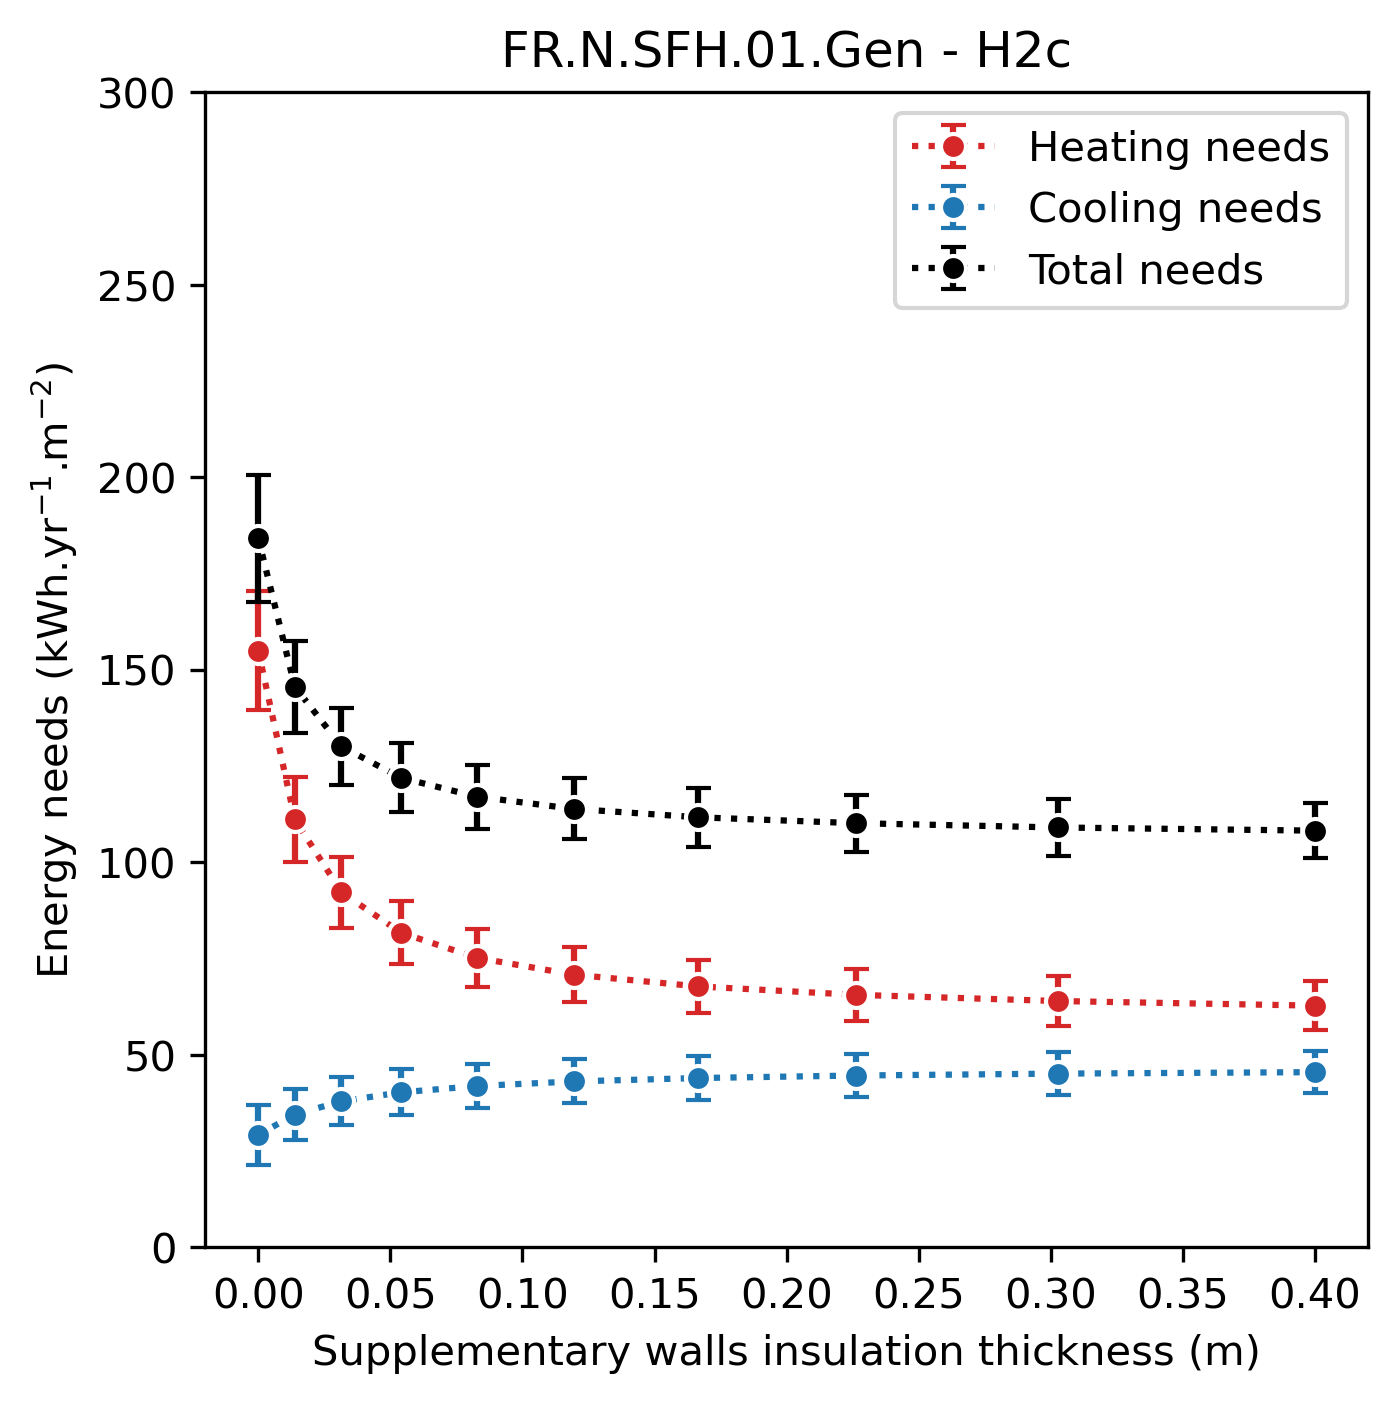 FR.N.SFH.01.Gen - H2c
300
250
200
150
100
50
0
Energy needs (kWh.yr⁻¹.m⁻²)
Heating needs
Cooling needs
Total needs
0.00 0.05 0.10 0.15 0.20 0.25 0.30 0.35 0.40
Supplementary walls insulation thickness (m)